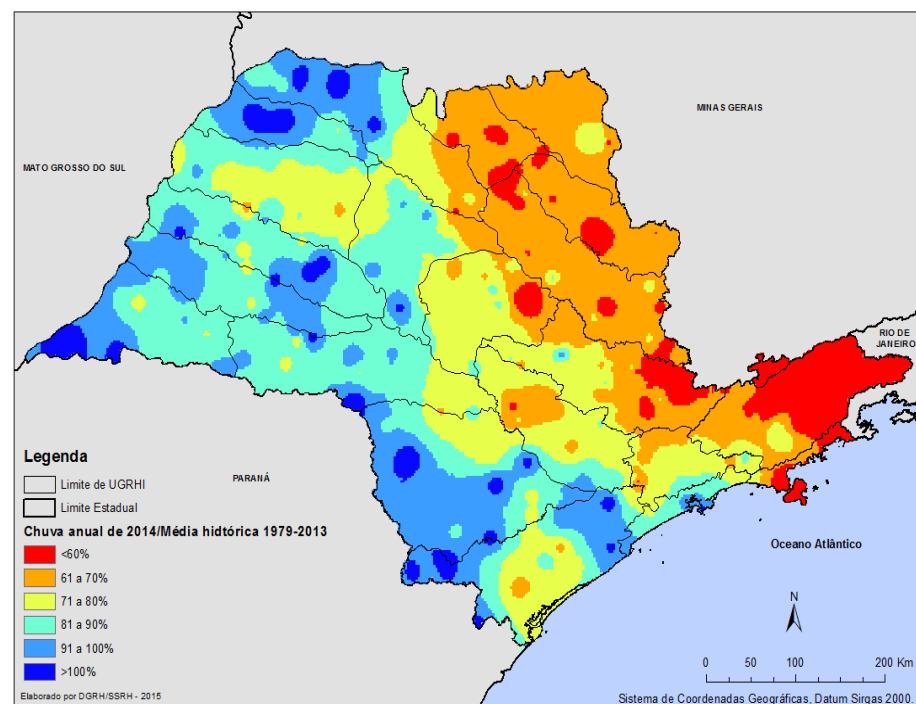 MINAS GERAIS
MATO GROSSO DO SUL
RIO DE
JANEIRO
PARANÁ
Oceano Atlântico
Legenda
Limite de UGRHI
Limite Estadual
Chuva anual de 2014/Média hidtórica 1979-2013
<60%
61 a 70%
71 a 80%
81 a 90%
91 a 100%
>100%
N
0 50 100 200 Km
Elaborado por DGRH/SSRH - 2015
Sistema de Coordenadas Geográficas, Datum Sirgas 2000.